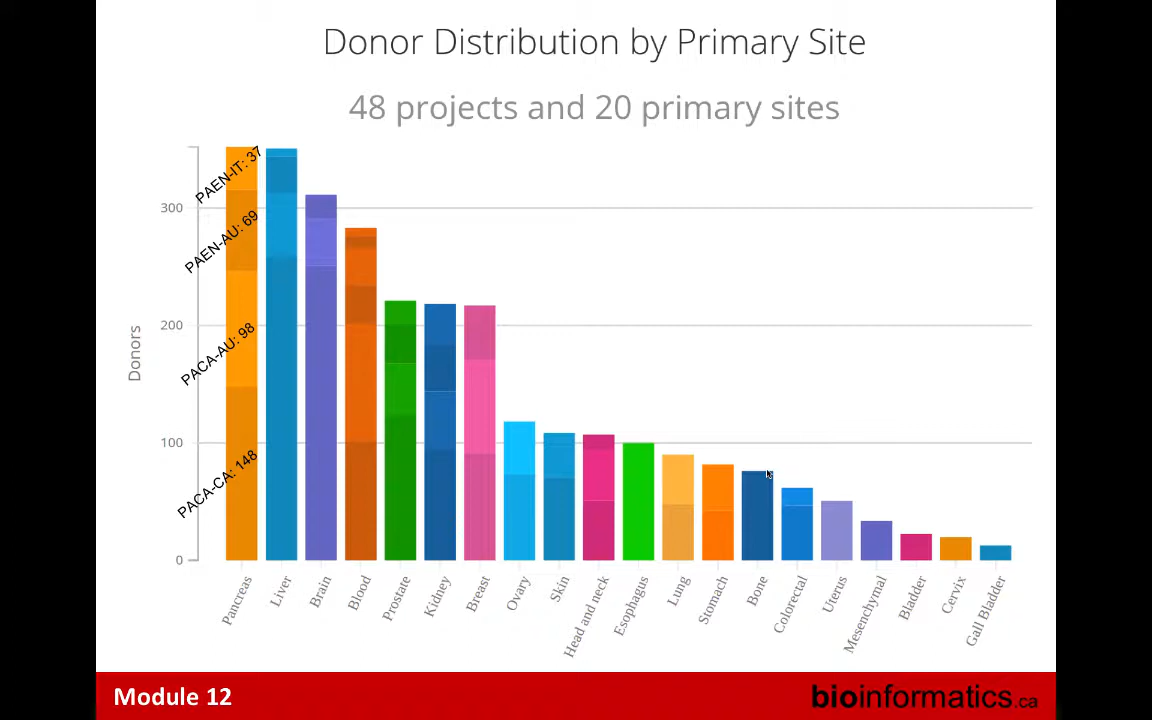 Donor Distribution by Primary Site
48 projects and 20 primary sites
PAEN-IT: 37
PAEN-AU: 69
PACA-AU: 98
PACA-CA: 148
300
200
100
0
Donors
Pancreas
Liver
Brain
Blood
Prostate
Kidney
Breast
Ovary
Skin
Head and neck
Esophagus
Lung
Stomach
Bone
Colorectal
Uterus
Mesenchymal
Bladder
Cervix
Gall Bladder
Module 12
bioinformatics.ca